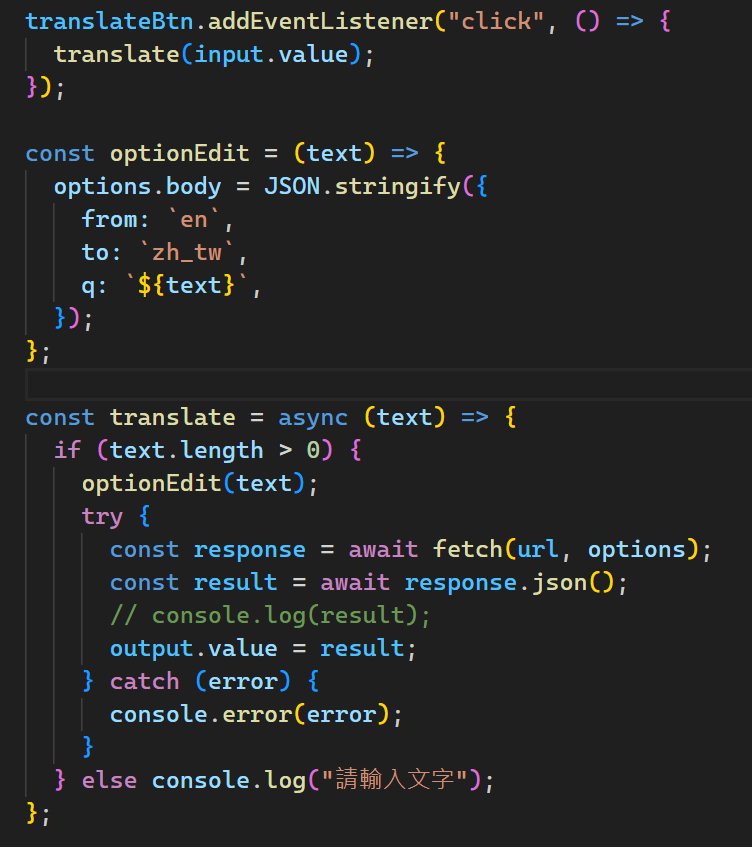 translateBtn.addEventListener("click", () => {
  translate(input.value);
});

const optionEdit = (text) => {
  options.body = JSON.stringify({
    from: `en`,
    to: `zh_tw`,
    q: `${text}`,
  });
};

const translate = async (text) => {
  if (text.length > 0) {
    optionEdit(text);
    try {
      const response = await fetch(url, options);
      const result = await response.json();
      // console.log(result);
      output.value = result;
    } catch (error) {
      console.error(error);
    }
  } else console.log("請輸入文字");
};